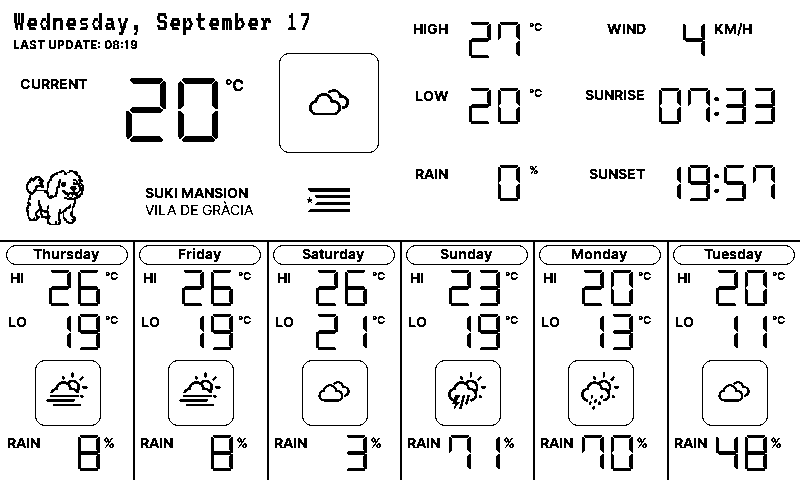 Wednesday, September 17
LAST UPDATE: 08:19
CURRENT 20 °C
HIGH 27 °C
WIND 4 KM/H
LOW 20 °C
SUNRISE 07:33
RAIN 0 %
SUNSET 19:57
SUKI MANSION
VILA DE GRÀCIA
Thursday
HI 26 °C
LO 19 °C
RAIN 8 %
Friday
HI 26 °C
LO 19 °C
RAIN 8 %
Saturday
HI 26 °C
LO 21 °C
RAIN 3 %
Sunday
HI 23 °C
LO 19 °C
RAIN 71 %
Monday
HI 20 °C
LO 13 °C
RAIN 70 %
Tuesday
HI 20 °C
LO 11 °C
RAIN 48 %